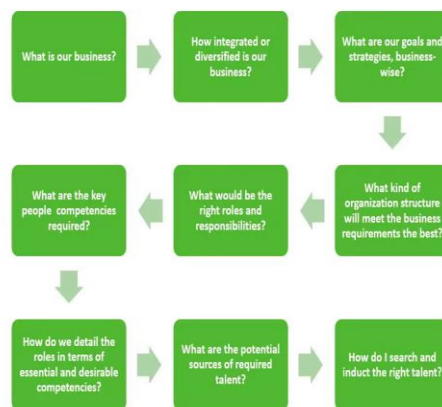 What is our business?
How integrated or
diversified is our
business?
What are our goals and
strategies, business-
wise?
What kind of
organization structure
will meet the business
requirements the best?
What would be the
right roles and
responsibilities?
What are the key
people competencies
required?
How do we detail the
roles in terms of
essential and desirable
competencies?
What are the potential
sources of required
talent?
How do I search and
induct the right talent?